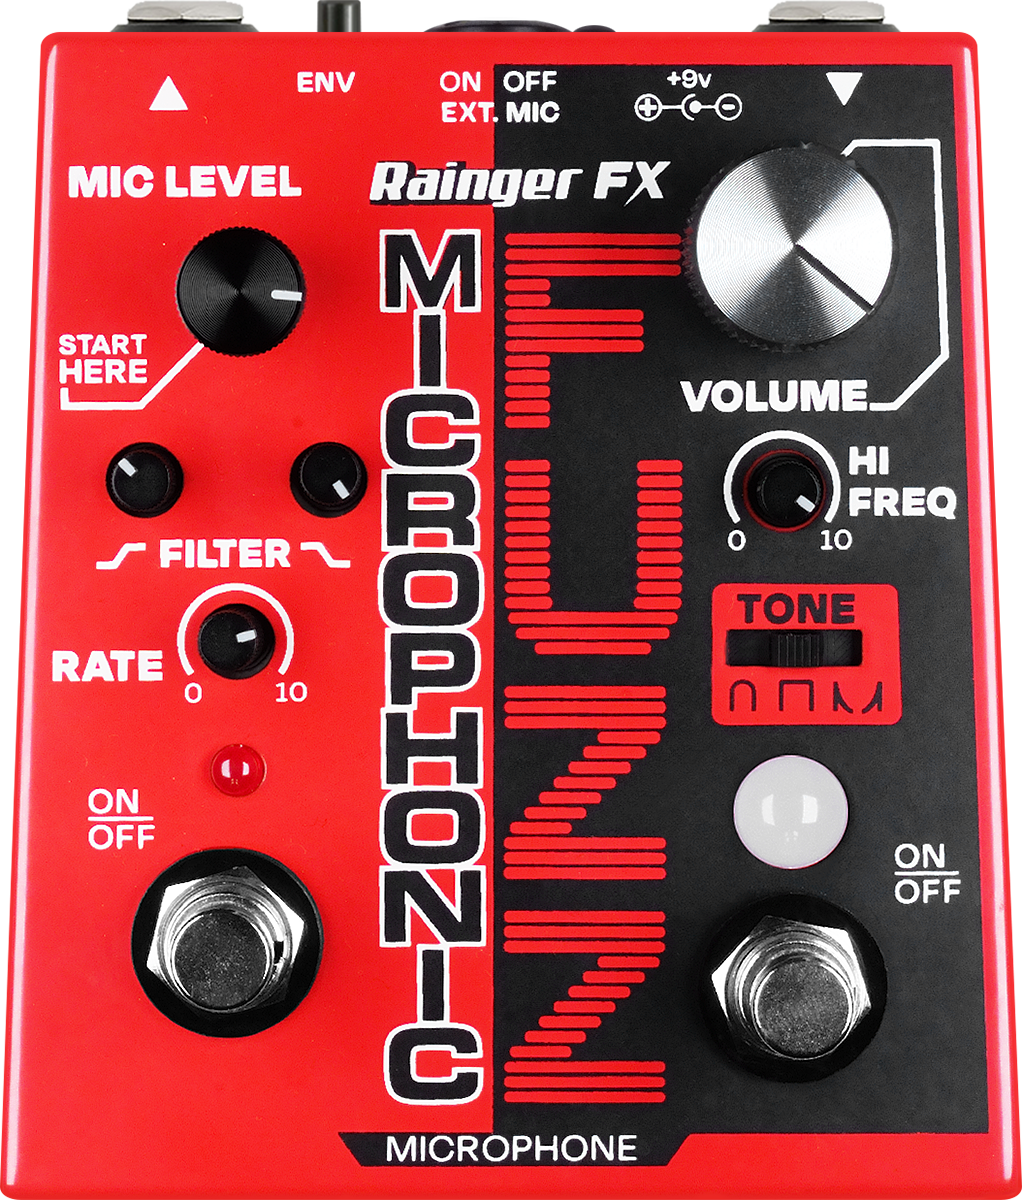 ENV
ON OFF
EXT. MIC
+9v
MIC LEVEL
Rainger FX
START
HERE
MICROPHONIC
FUZZ
VOLUME
HI
FREQ
0 10
FILTER
RATE
0 10
TONE
ON
OFF
ON
OFF
MICROPHONE